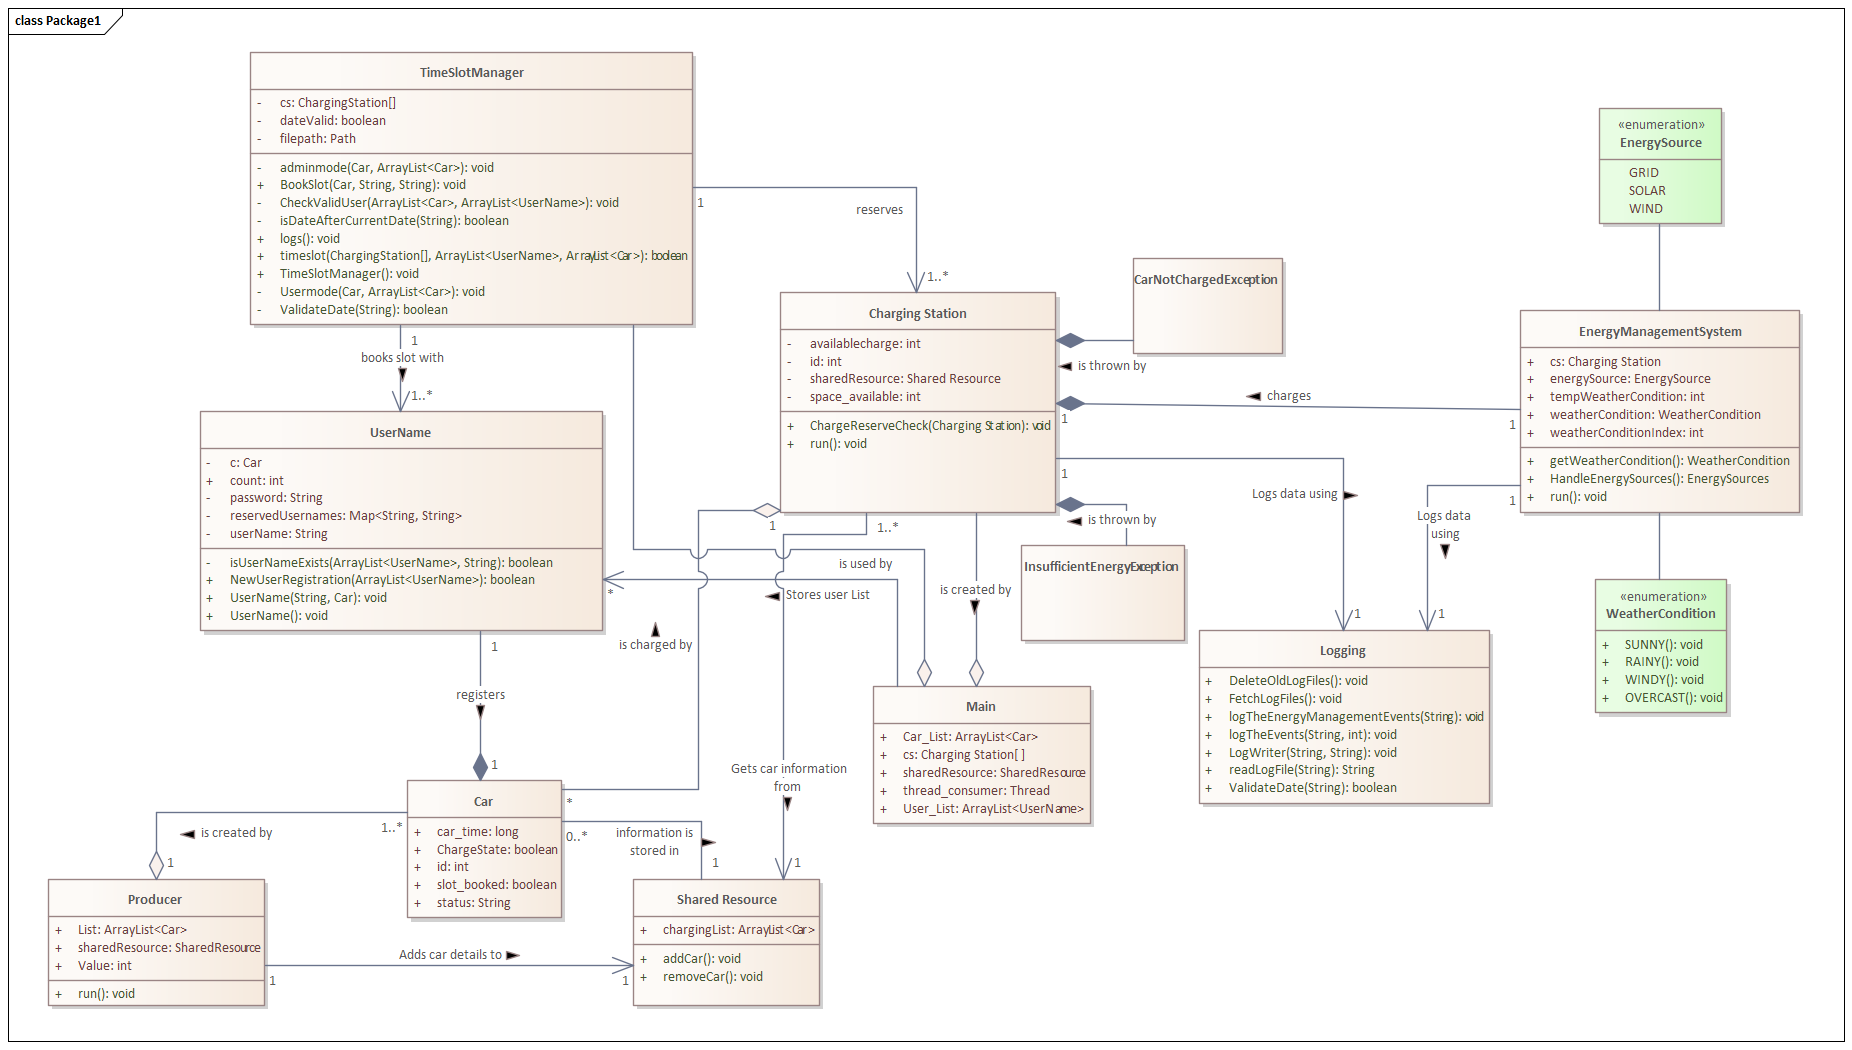 class Package1
TimeSlotManager
- cs: ChargingStation[]
- dateValid: boolean
- filepath: Path
- adminmode(Car, ArrayList<Car>): void
+ BookSlot(Car, String, String): void
- CheckValidUser(ArrayList<Car>, ArrayList<UserName>): void
- isDateAfterCurrentDate(String): boolean
+ logs(): void
+ timeslot(ChargingStation[], ArrayList<UserName>, ArrayList<Car>): boolean
+ TimeSlotManager(): void
- Usermode(Car, ArrayList<Car>): void
- ValidateDate(String): boolean
1
reserves
1..*
1
books slot with
1..*
«enumeration»
EnergySource
GRID
SOLAR
WIND
CarNotChargedException
is thrown by
Charging Station
- availablecharge: int
- id: int
- sharedResource: Shared Resource
- space_available: int
+ ChargeReserveCheck(Charging Station): void
+ run(): void
EnergyManagementSystem
+ cs: Charging Station
+ energySource: EnergySource
+ tempWeatherCondition: int
+ weatherCondition: WeatherCondition
+ weatherConditionIndex: int
+ getWeatherCondition(): WeatherCondition
+ HandleEnergySources(): EnergySources
+ run(): void
charges
1
1
1
Logs data using
1
1
Logs data
using
1
UserName
- c: Car
+ count: int
- password: String
- reservedUsernames: Map<String, String>
- userName: String
- isUserNameExists(ArrayList<UserName>, String): boolean
+ NewUserRegistration(ArrayList<UserName>): boolean
+ UserName(String, Car): void
+ UserName(): void
1
1..*
is thrown by
InsufficientEnergyException
is used by
*
Stores user List
is created by
is charged by
1
registers
1
«enumeration»
WeatherCondition
+ SUNNY(): void
+ RAINY(): void
+ WINDY(): void
+ OVERCAST(): void
Logging
+ DeleteOldLogFiles(): void
+ FetchLogFiles(): void
+ logTheEnergyManagementEvents(String): void
+ logTheEvents(String, int): void
+ LogWriter(String, String): void
+ readLogFile(String): String
+ ValidateDate(String): boolean
Main
+ Car_List: ArrayList<Car>
+ cs: Charging Station[ ]
+ sharedResource: SharedResource
+ thread_consumer: Thread
+ User_List: ArrayList<UserName>
Gets car information
from
1
Car
+ car_time: long
+ ChargeState: boolean
+ id: int
+ slot_booked: boolean
+ status: String
*
0..*
information is
stored in
1
1..*
is created by
1
Producer
+ List: ArrayList<Car>
+ sharedResource: SharedResource
+ Value: int
+ run(): void
Adds car details to
1
1
Shared Resource
+ chargingList: ArrayList<Car>
+ addCar(): void
+ removeCar(): void